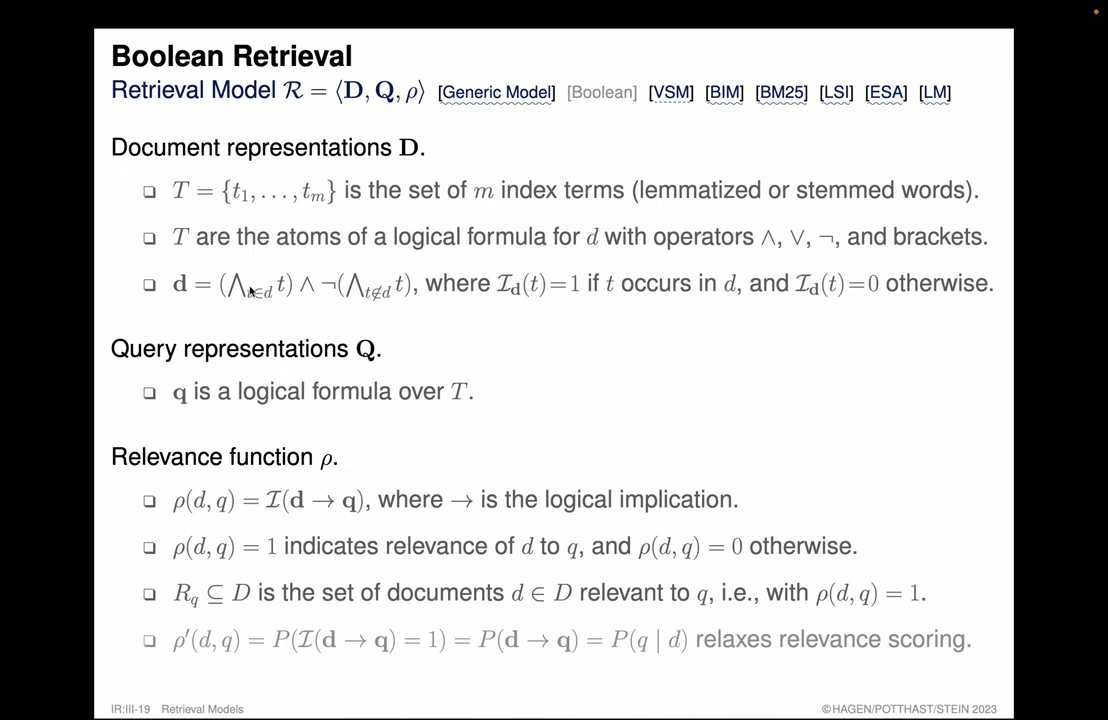 Boolean Retrieval
Retrieval Model ℛ = ⟨D, Q, ρ⟩ [Generic Model] [Boolean] [VSM] [BIM] [BM25] [LSI] [ESA] [LM]
Document representations D.
❑ T = {t₁, . . . , tₘ} is the set of m index terms (lemmatized or stemmed words).
❑ T are the atoms of a logical formula for d with operators ∧, ∨, ¬, and brackets.
❑ d = (⋀_{t∈d} t) ∧ ¬(⋀_{t∉d} t), where ℐ_d(t)=1 if t occurs in d, and ℐ_d(t)=0 otherwise.
Query representations Q.
❑ q is a logical formula over T.
Relevance function ρ.
❑ ρ(d, q) = ℐ(d → q), where → is the logical implication.
❑ ρ(d, q) = 1 indicates relevance of d to q, and ρ(d, q) = 0 otherwise.
❑ R_q ⊆ D is the set of documents d ∈ D relevant to q, i.e., with ρ(d, q) = 1.
❑ ρ′(d, q) = P(ℐ(d → q) = 1) = P(d → q) = P(q | d) relaxes relevance scoring.
IR:III-19 Retrieval Models ©HAGEN/POTTHAST/STEIN 2023